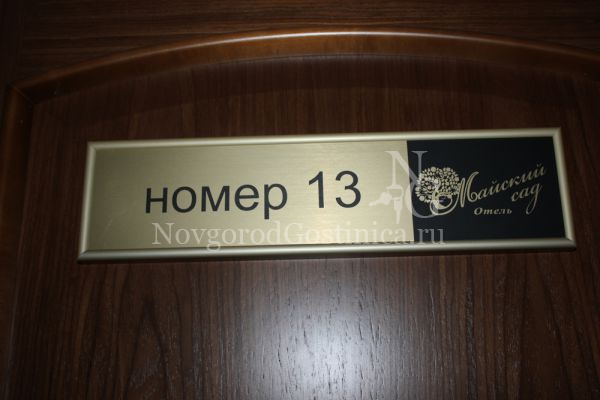 номер 13
Майский
сад
Отель
NovgorodGostinica.ru